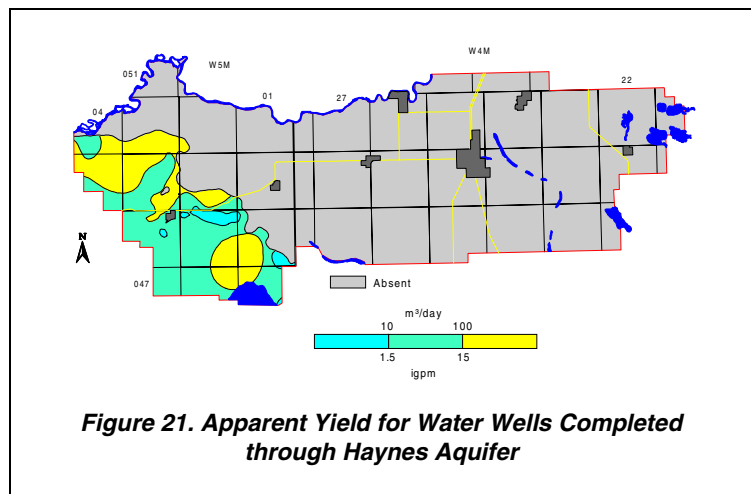 W5M
W4M
051
22
04
01
27
047
Absent
m³/day
10 100
1.5 15
igpm
Figure 21. Apparent Yield for Water Wells Completed
through Haynes Aquifer